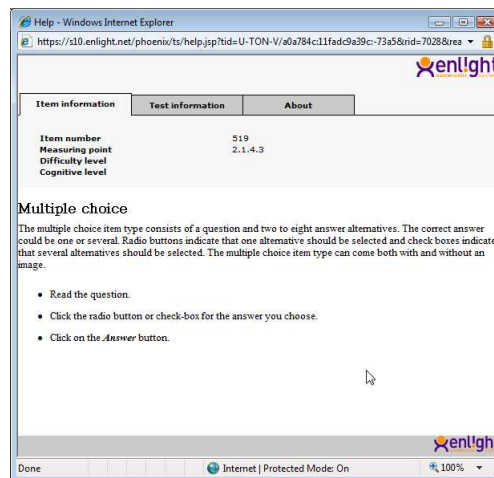 Help - Windows Internet Explorer
https://s10.enlight.net/phoenix/ts/help.jsp?tid=U-TON-V/a0a784c:11fadc9a39c:-73a5&rid=7028&rea
enl!ght
Item information Test information About
Item number 519
Measuring point 2.1.4.3
Difficulty level
Cognitive level
Multiple choice
The multiple choice item type consists of a question and two to eight answer alternatives. The correct answer
could be one or several. Radio buttons indicate that one alternative should be selected and check boxes indicate
that several alternatives should be selected. The multiple choice item type can come both with and without an
image.
• Read the question.
• Click the radio button or check-box for the answer you choose.
• Click on the Answer button.
enl!gh
Done Internet | Protected Mode: On 100%